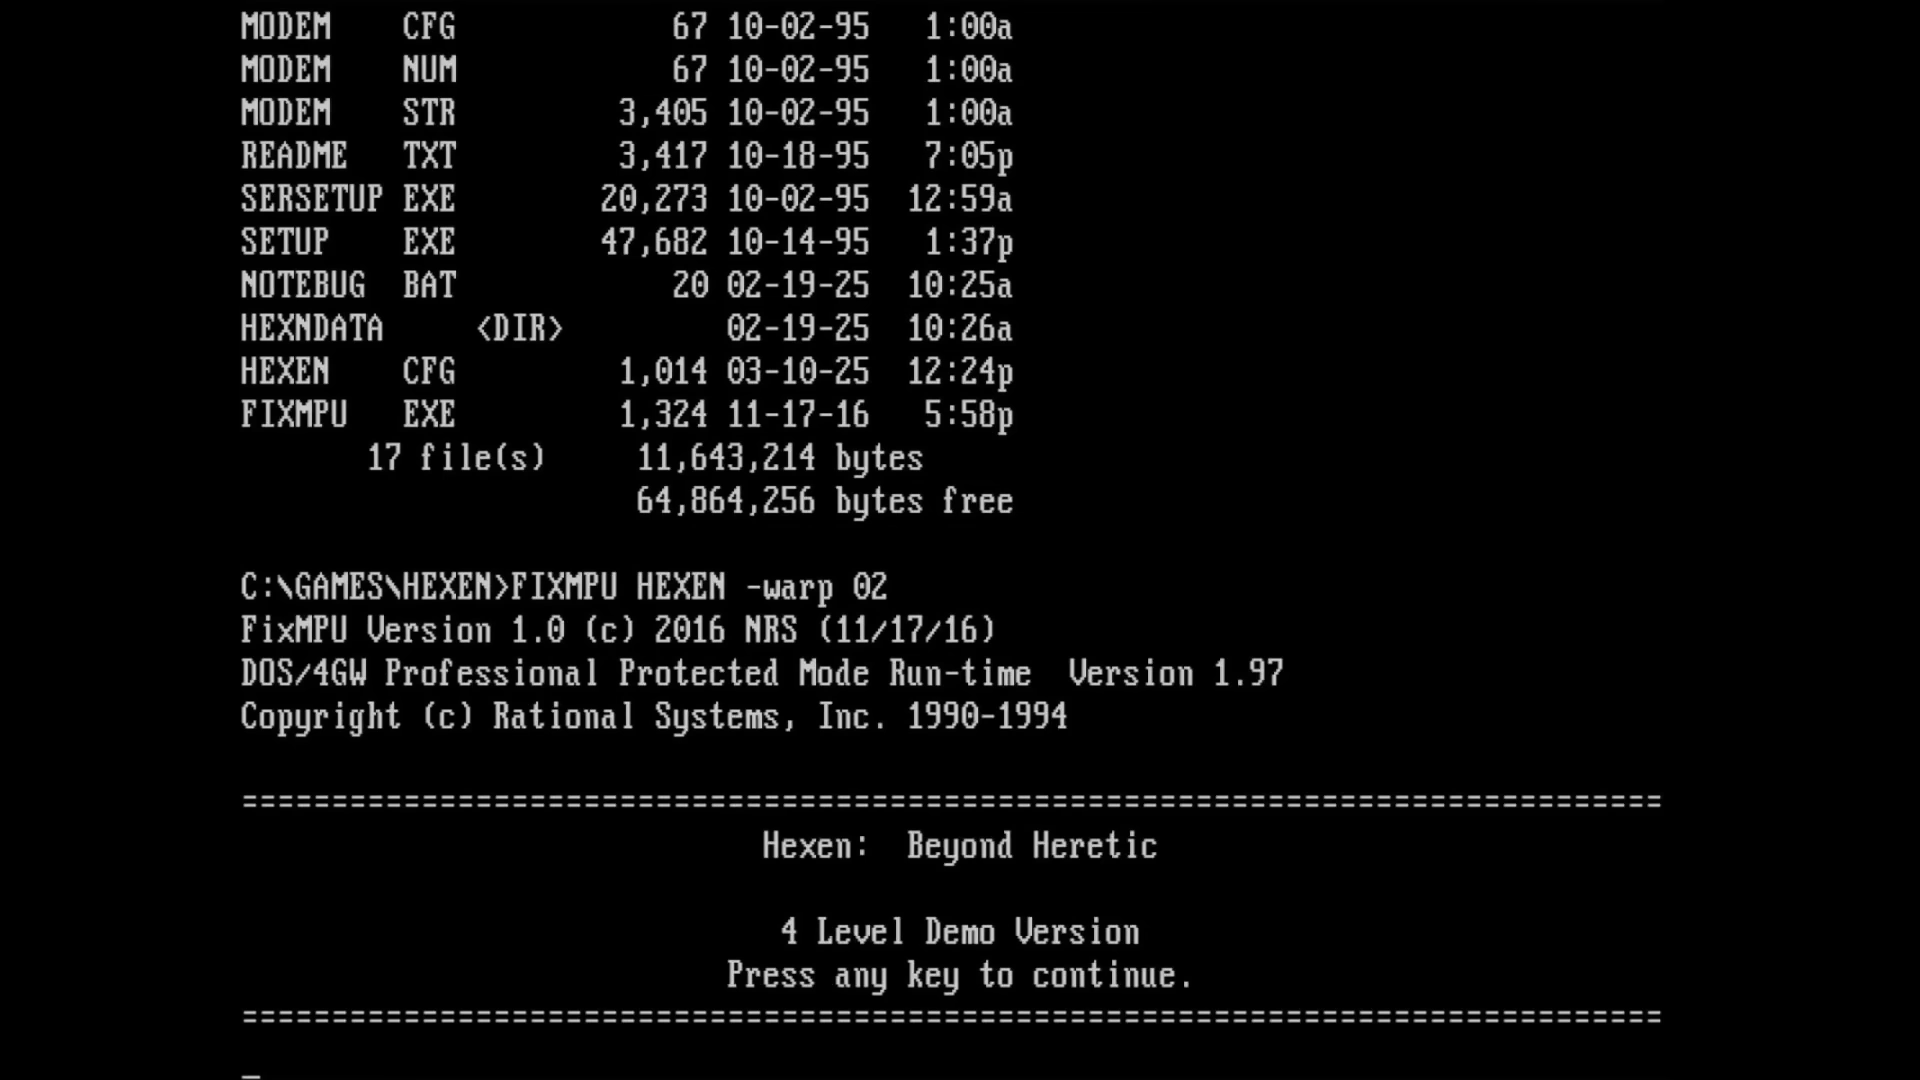 MODEM    CFG            67 10-02-95   1:00a
MODEM    NUM            67 10-02-95   1:00a
MODEM    STR         3,405 10-02-95   1:00a
README   TXT         3,417 10-18-95   7:05p
SERSETUP EXE        20,273 10-02-95  12:59a
SETUP    EXE        47,682 10-14-95   1:37p
NOTEBUG  BAT            20 02-19-25  10:25a
HEXNDATA     <DIR>         02-19-25  10:26a
HEXEN    CFG         1,014 03-10-25  12:24p
FIXMPU   EXE         1,324 11-17-16   5:58p
17 file(s)     11,643,214 bytes
64,864,256 bytes free
C:\GAMES\HEXEN>FIXMPU HEXEN -warp 02
FixMPU Version 1.0 (c) 2016 NRS (11/17/16)
DOS/4GW Professional Protected Mode Run-time  Version 1.97
Copyright (c) Rational Systems, Inc. 1990-1994
===============================================================================
Hexen:  Beyond Heretic
4 Level Demo Version
Press any key to continue.
===============================================================================
_